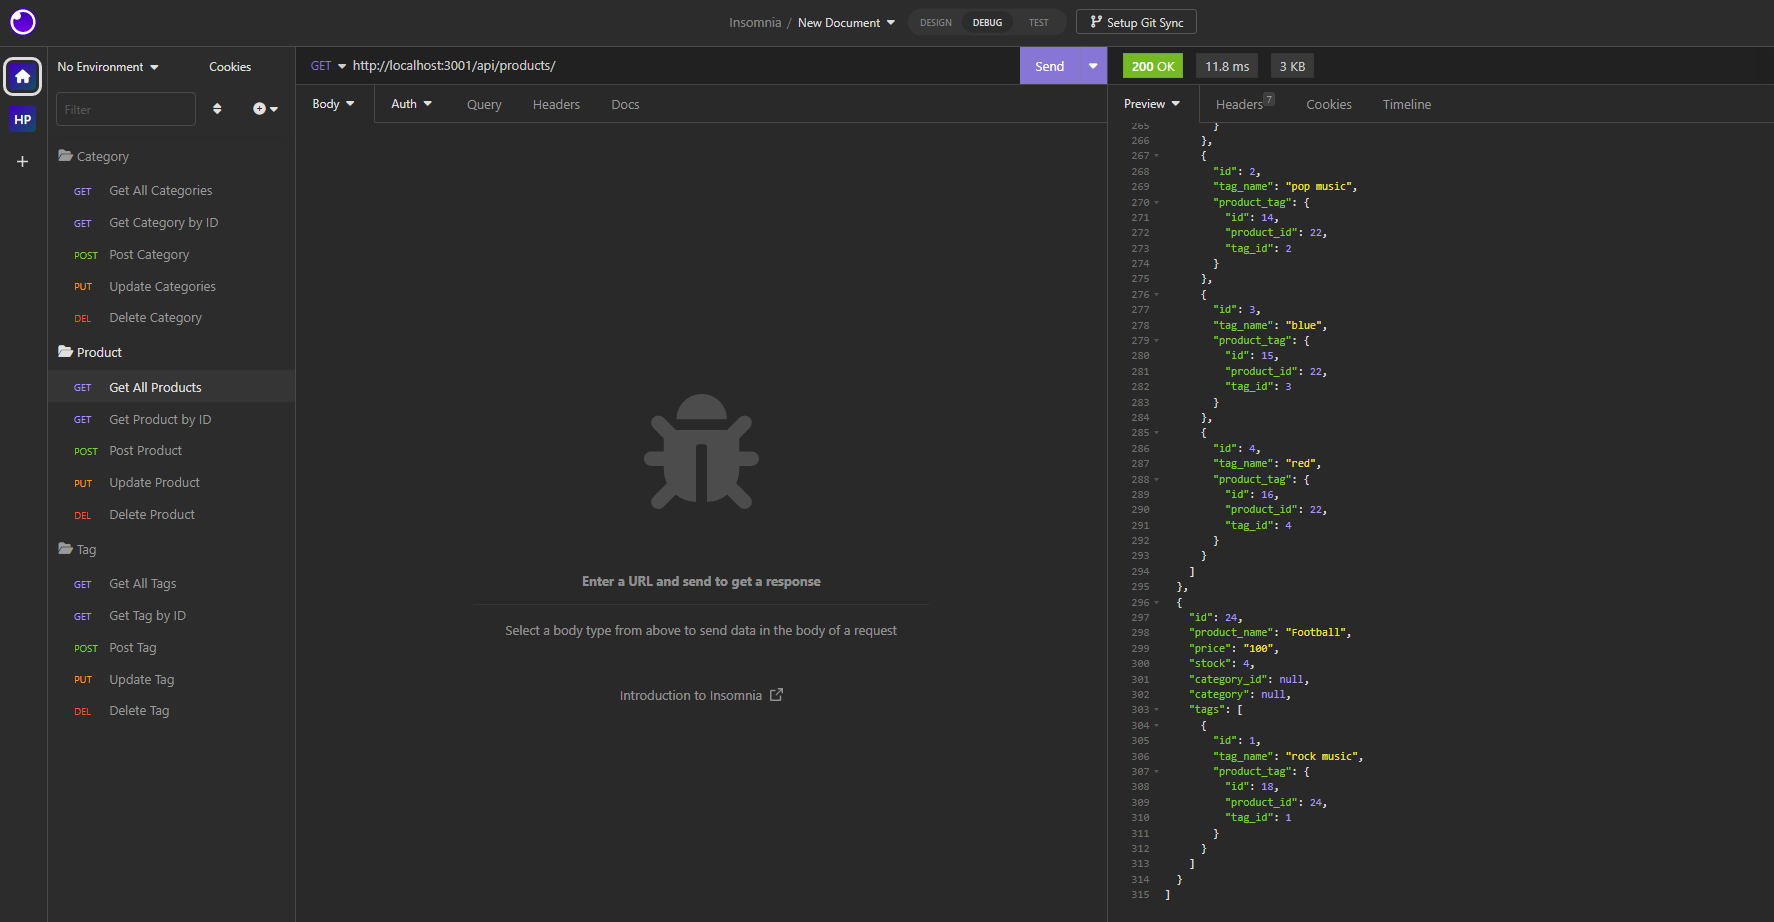 Insomnia / New Document
DESIGN DEBUG TEST
Setup Git Sync
HP
No Environment
Cookies
Filter
Category
GET Get All Categories
GET Get Category by ID
POST Post Category
PUT Update Categories
DEL Delete Category
Product
GET Get All Products
GET Get Product by ID
POST Post Product
PUT Update Product
DEL Delete Product
Tag
GET Get All Tags
GET Get Tag by ID
POST Post Tag
PUT Update Tag
DEL Delete Tag
GET http://localhost:3001/api/products/
Send
Body Auth Query Headers Docs
Enter a URL and send to get a response
Select a body type from above to send data in the body of a request
Introduction to Insomnia
200 OK 11.8 ms 3 KB
Preview Headers 7 Cookies Timeline
265 }
266 },
267 {
268 "id": 2,
269 "tag_name": "pop music",
270 "product_tag": {
271 "id": 14,
272 "product_id": 22,
273 "tag_id": 2
274 }
275 },
276 {
277 "id": 3,
278 "tag_name": "blue",
279 "product_tag": {
280 "id": 15,
281 "product_id": 22,
282 "tag_id": 3
283 }
284 },
285 {
286 "id": 4,
287 "tag_name": "red",
288 "product_tag": {
289 "id": 16,
290 "product_id": 22,
291 "tag_id": 4
292 }
293 }
294 ]
295 },
296 {
297 "id": 24,
298 "product_name": "Football",
299 "price": "100",
300 "stock": 4,
301 "category_id": null,
302 "category": null,
303 "tags": [
304 {
305 "id": 1,
306 "tag_name": "rock music",
307 "product_tag": {
308 "id": 18,
309 "product_id": 24,
310 "tag_id": 1
311 }
312 }
313 ]
314 }
315 ]